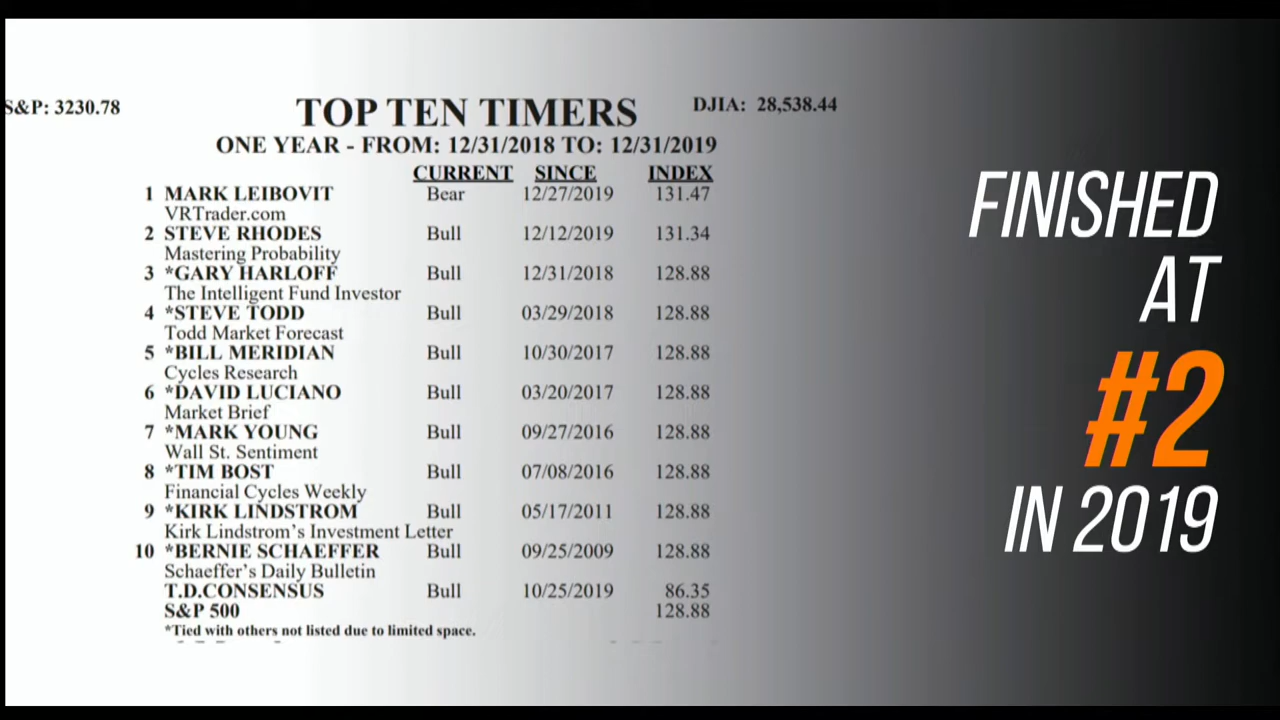 S&P: 3230.78
TOP TEN TIMERS
DJIA: 28,538.44
ONE YEAR - FROM: 12/31/2018 TO: 12/31/2019
CURRENT SINCE INDEX
1 MARK LEIBOVIT Bear 12/27/2019 131.47
VRTrader.com
2 STEVE RHODES Bull 12/12/2019 131.34
Mastering Probability
3 *GARY HARLOFF Bull 12/31/2018 128.88
The Intelligent Fund Investor
4 *STEVE TODD Bull 03/29/2018 128.88
Todd Market Forecast
5 *BILL MERIDIAN Bull 10/30/2017 128.88
Cycles Research
6 *DAVID LUCIANO Bull 03/20/2017 128.88
Market Brief
7 *MARK YOUNG Bull 09/27/2016 128.88
Wall St. Sentiment
8 *TIM BOST Bull 07/08/2016 128.88
Financial Cycles Weekly
9 *KIRK LINDSTROM Bull 05/17/2011 128.88
Kirk Lindstrom's Investment Letter
10 *BERNIE SCHAEFFER Bull 09/25/2009 128.88
Schaeffer's Daily Bulletin
T.D.CONSENSUS Bull 10/25/2019 86.35
S&P 500 128.88
*Tied with others not listed due to limited space.
FINISHED
AT
#2
IN 2019